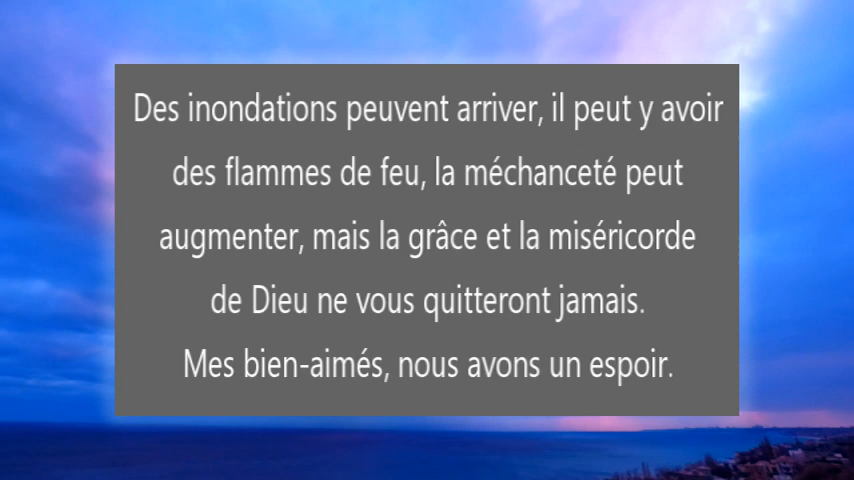 Des inondations peuvent arriver, il peut y avoir
des flammes de feu, la méchanceté peut
augmenter, mais la grâce et la miséricorde
de Dieu ne vous quitteront jamais.
Mes bien-aimés, nous avons un espoir.